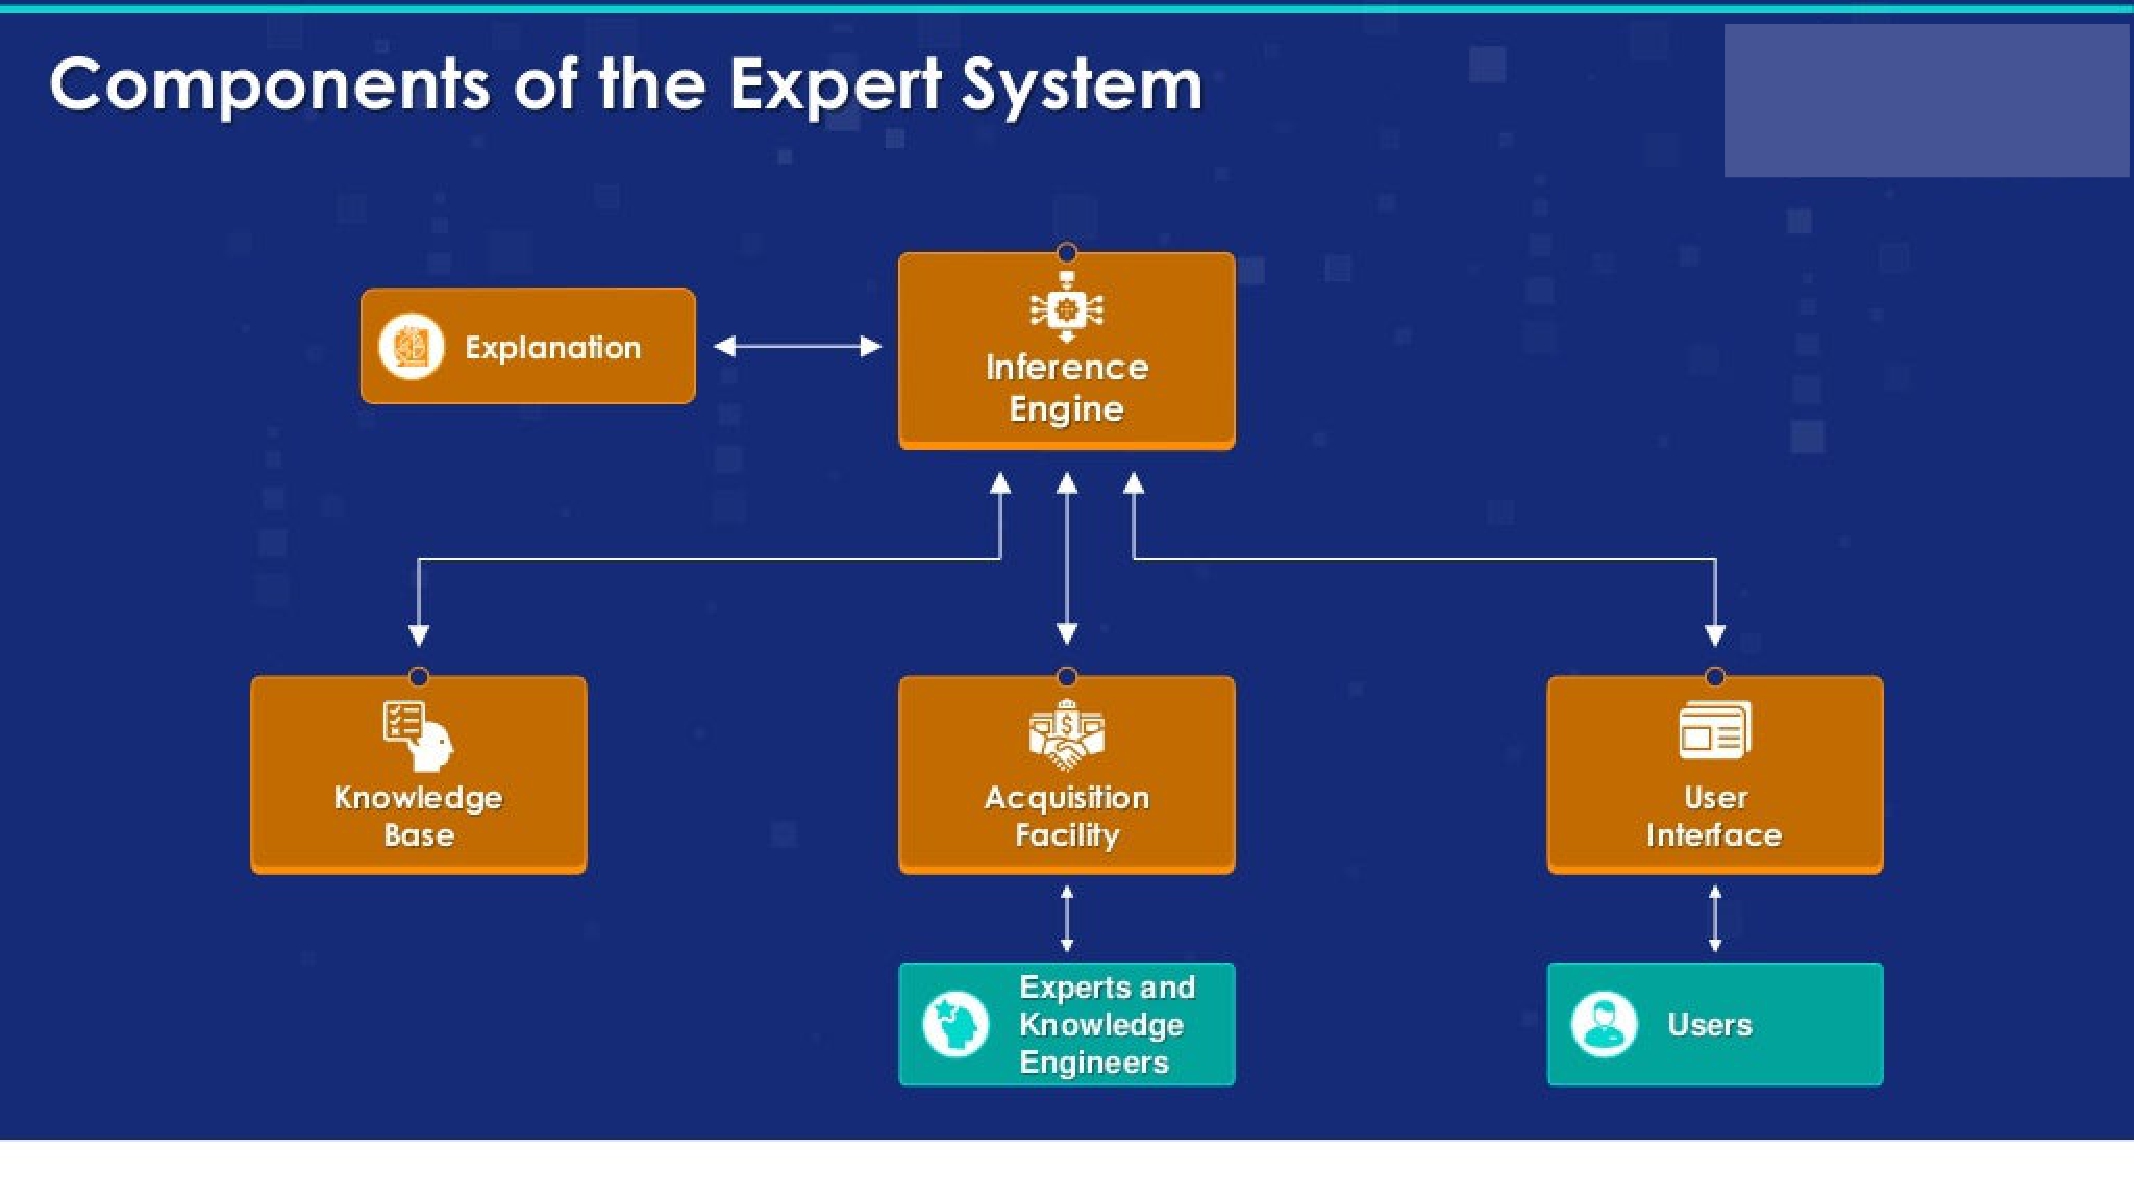 Components of the Expert System
Explanation
Inference
Engine
Knowledge
Base
Acquisition
Facility
User
Interface
Experts and
Knowledge
Engineers
Users